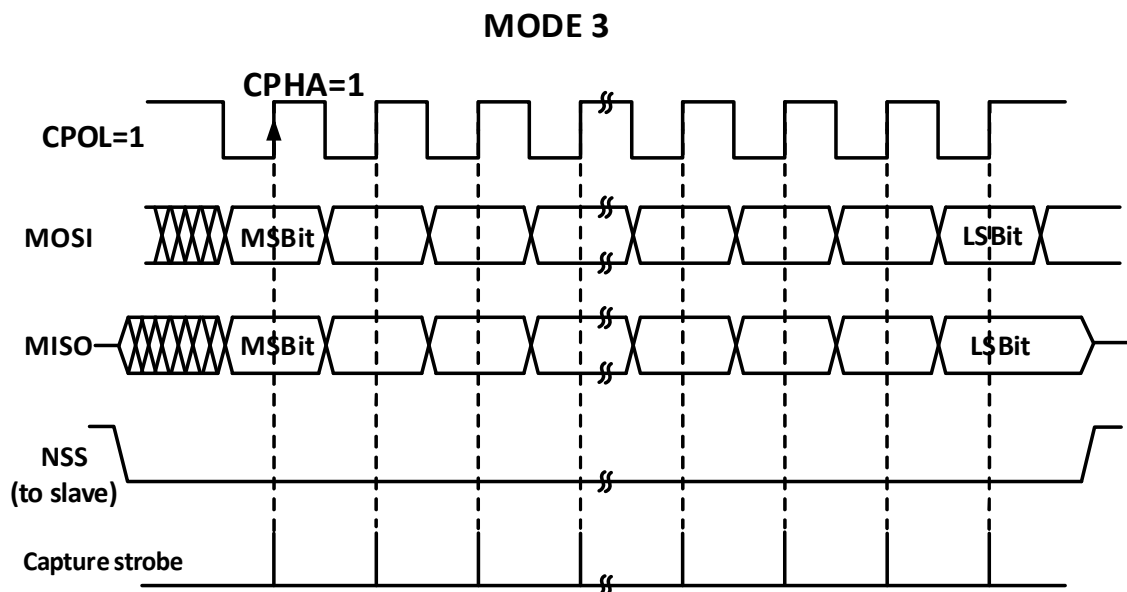 MODE 3
CPHA=1
CPOL=1
MOSI
MSBit
LSBit
MISO
MSBit
LSBit
NSS
(to slave)
Capture strobe